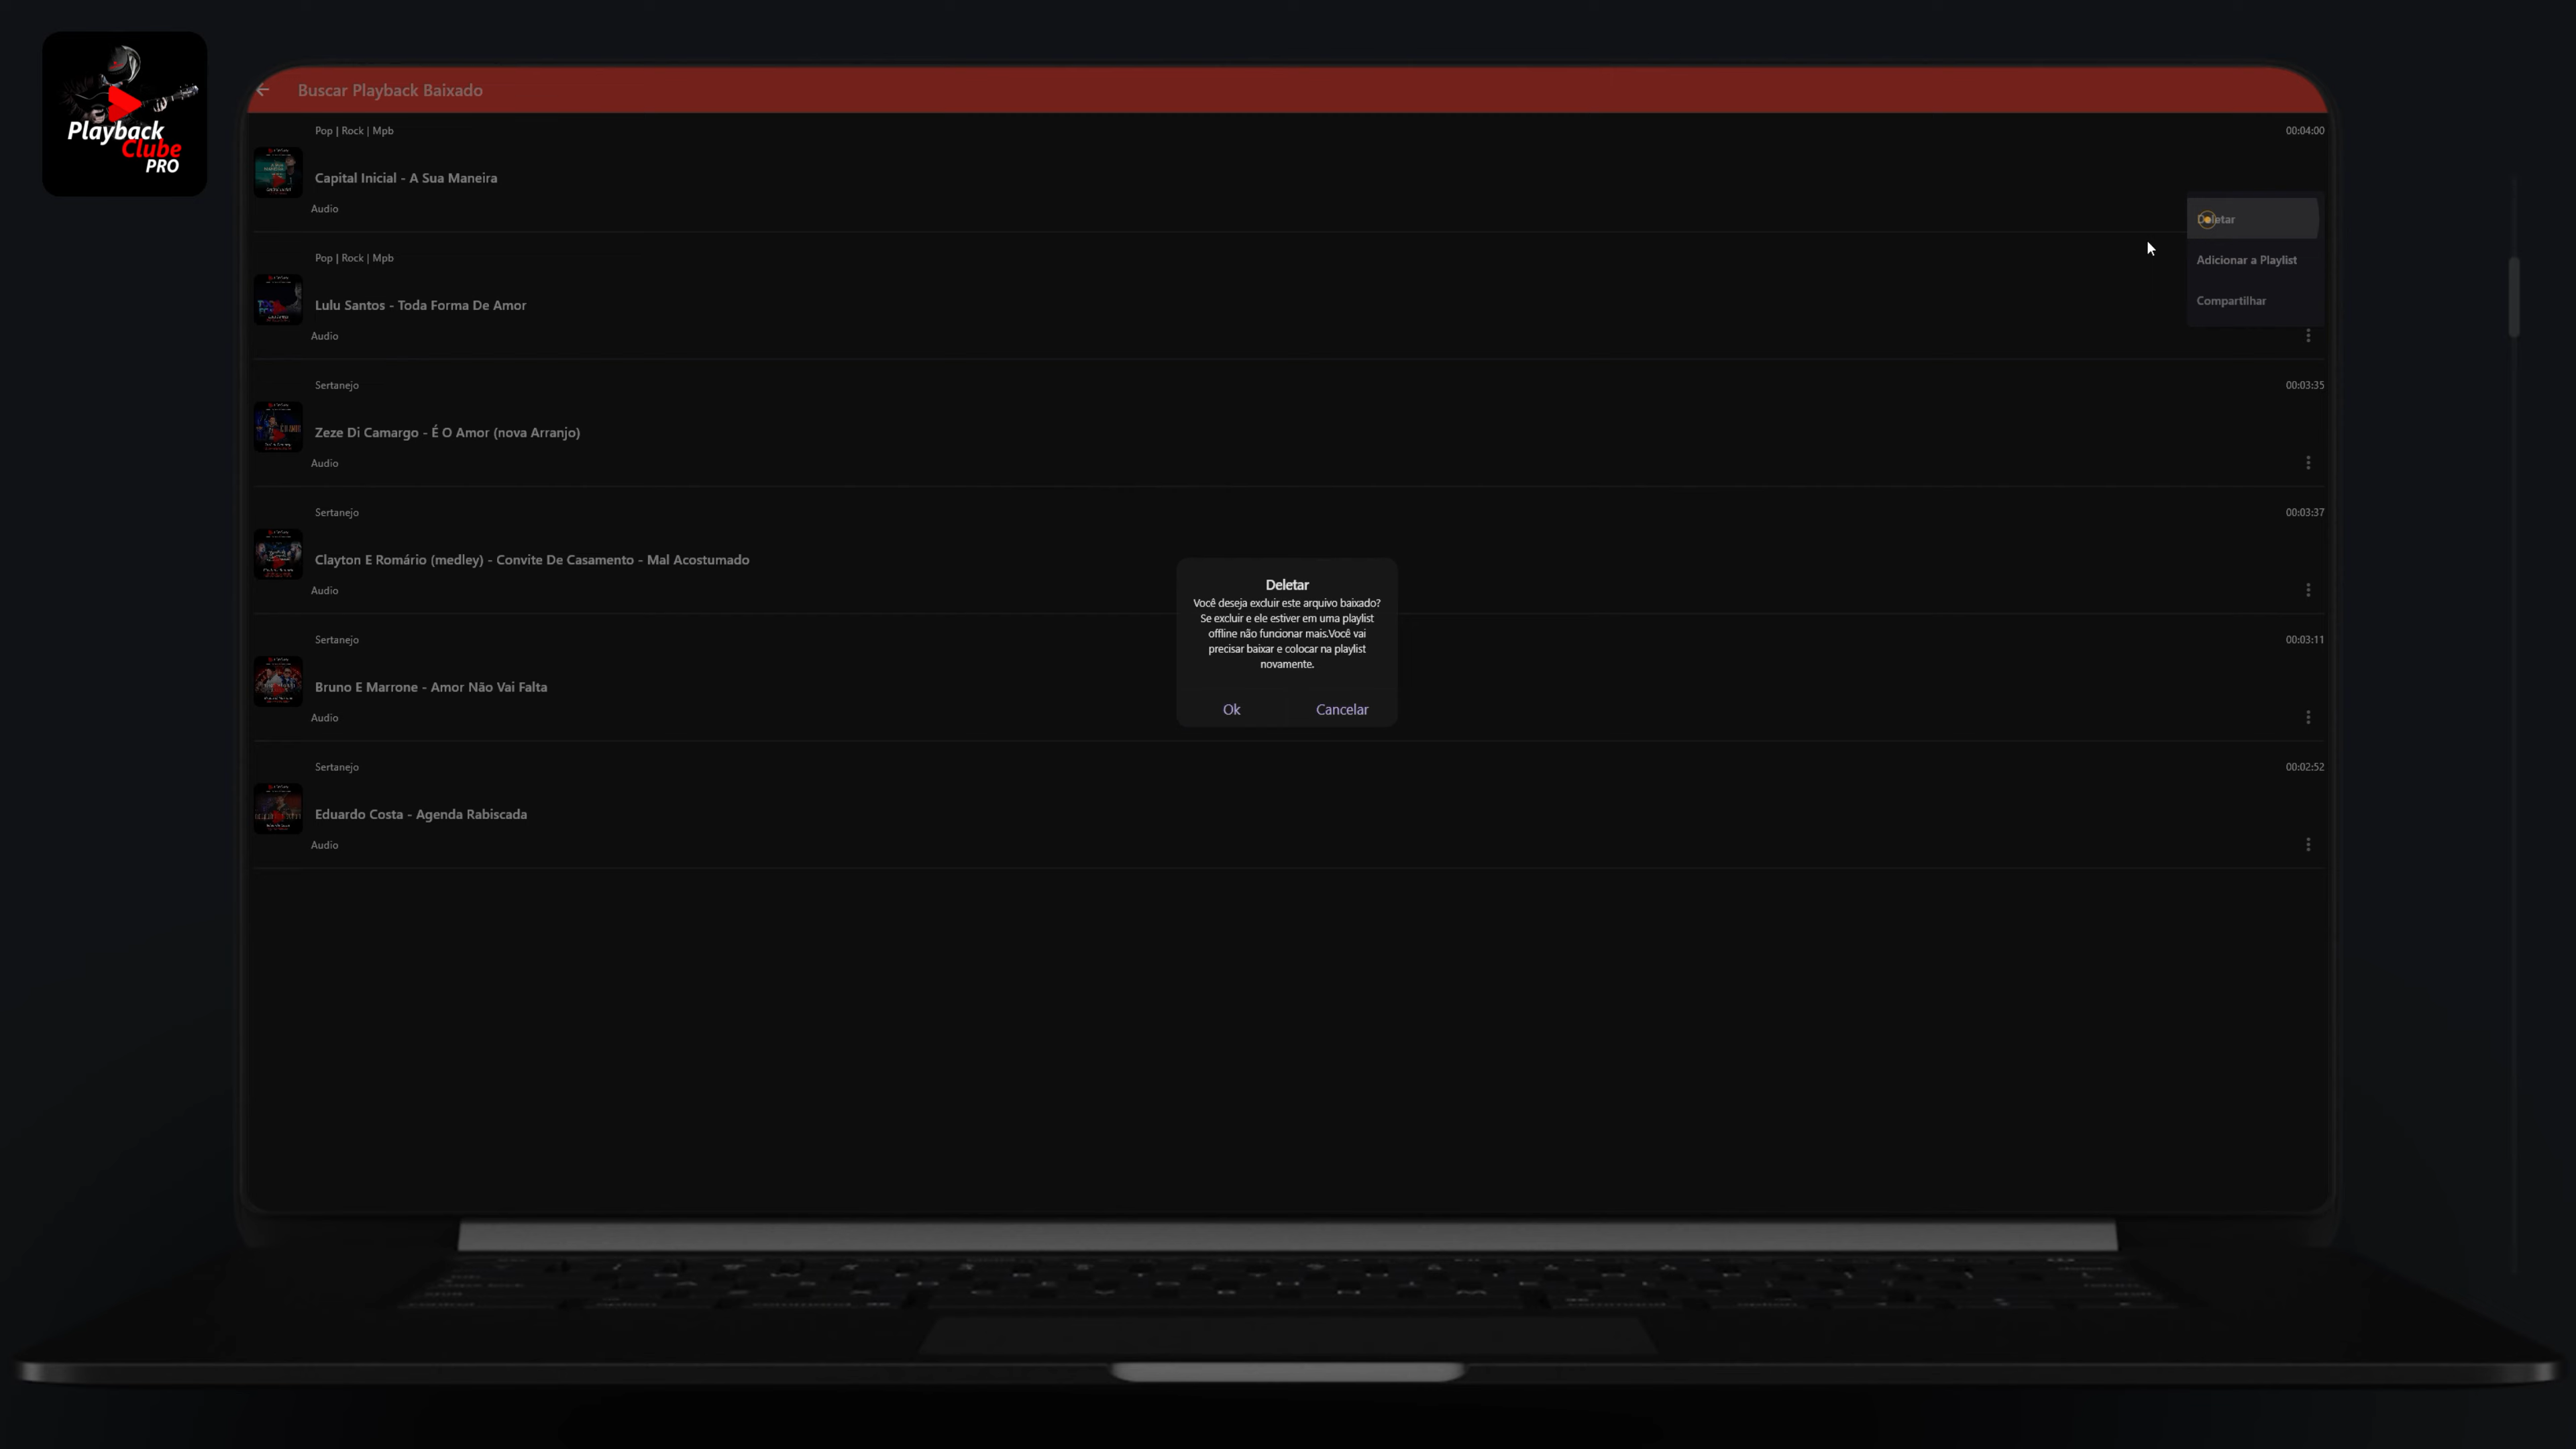 Playback
Clube
PRO
Buscar Playback Baixado
Pop | Rock | Mpb
00:04:00
Capital Inicial - A Sua Maneira
Audio
Deletar
Adicionar a Playlist
Compartilhar
Pop | Rock | Mpb
Lulu Santos - Toda Forma De Amor
Audio
Sertanejo
00:03:35
Zeze Di Camargo - É O Amor (nova Arranjo)
Audio
Sertanejo
00:03:37
Clayton E Romário (medley) - Convite De Casamento - Mal Acostumado
Audio
Deletar
Você deseja excluir este arquivo baixado?
Se excluir e ele estiver em uma playlist
offline não funcionar mais.Você vai
precisar baixar e colocar na playlist
novamente.
Ok
Cancelar
Sertanejo
00:03:11
Bruno E Marrone - Amor Não Vai Falta
Audio
Sertanejo
00:02:52
Eduardo Costa - Agenda Rabiscada
Audio